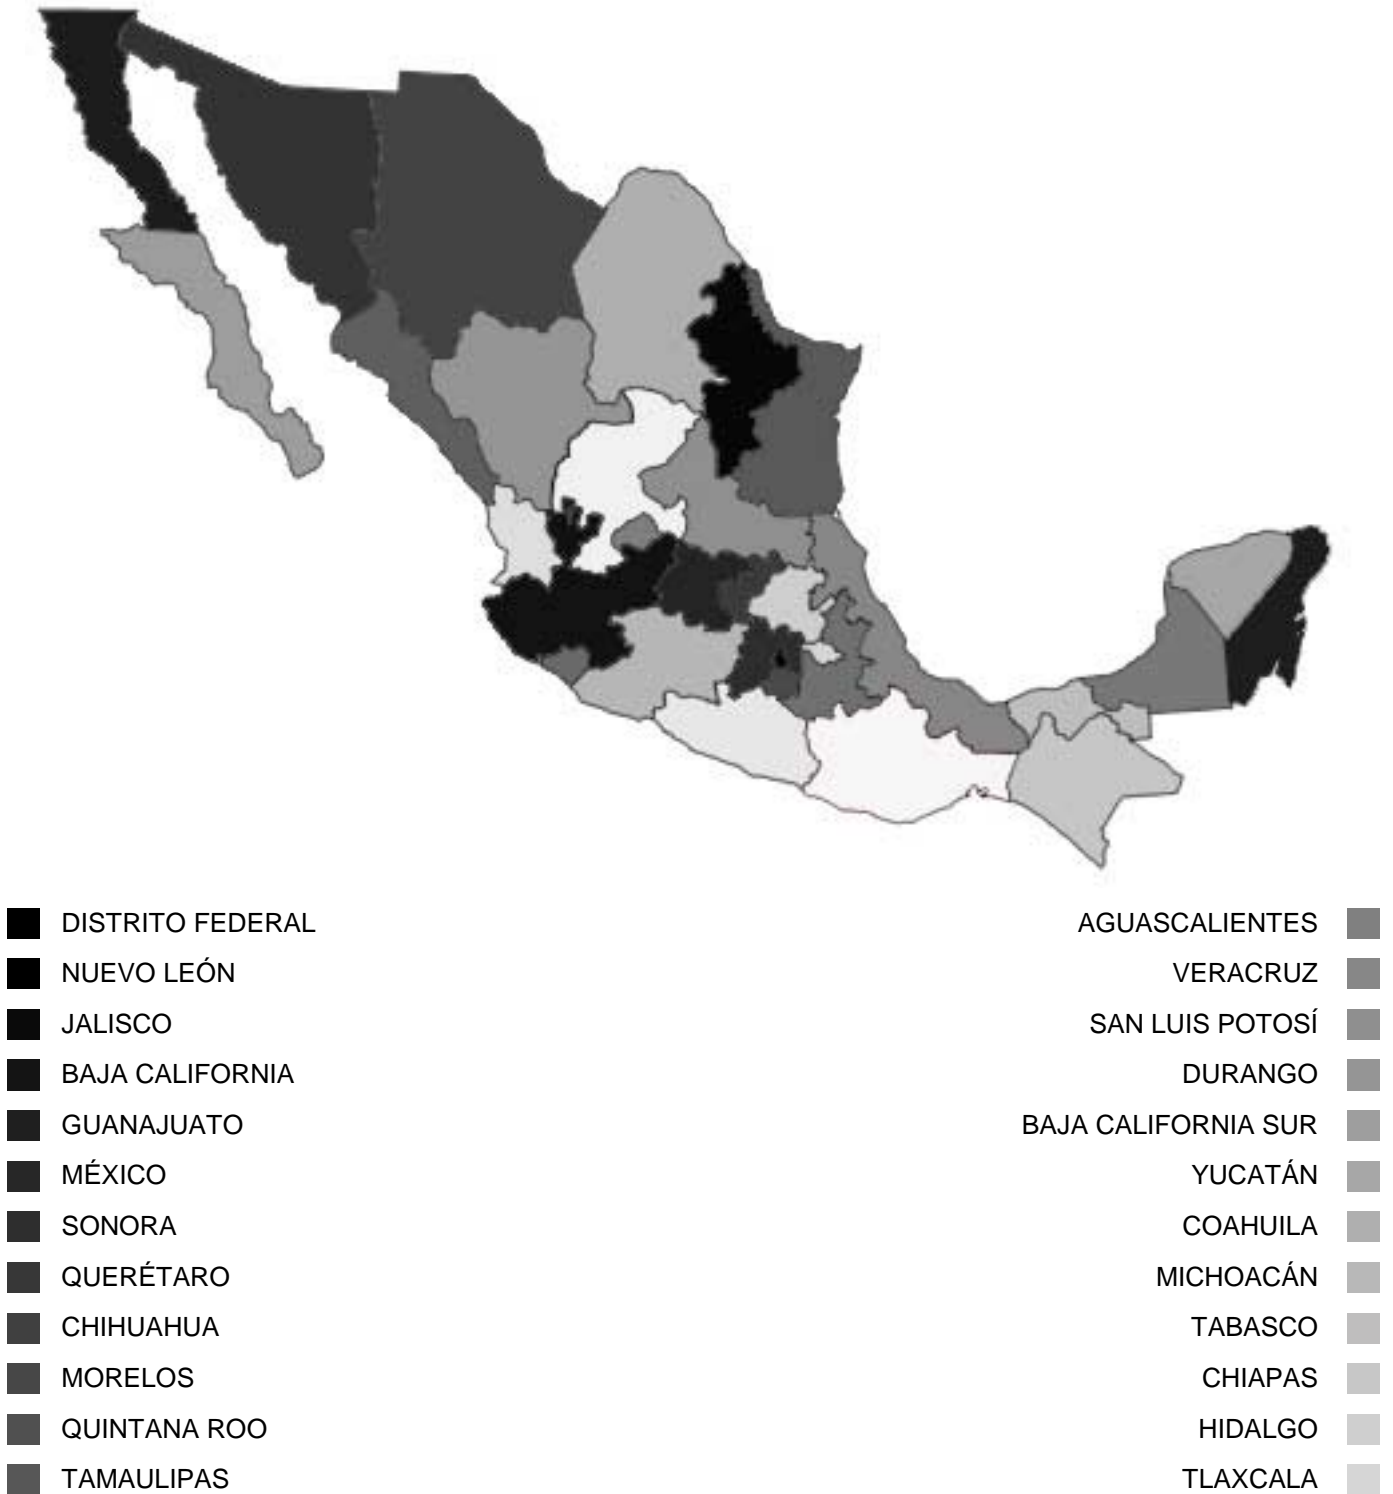 DISTRITO FEDERAL
NUEVO LEÓN
JALISCO
BAJA CALIFORNIA
GUANAJUATO
MÉXICO
SONORA
QUERÉTARO
CHIHUAHUA
MORELOS
QUINTANA ROO
TAMAULIPAS
AGUASCALIENTES
VERACRUZ
SAN LUIS POTOSÍ
DURANGO
BAJA CALIFORNIA SUR
YUCATÁN
COAHUILA
MICHOACÁN
TABASCO
CHIAPAS
HIDALGO
TLAXCALA